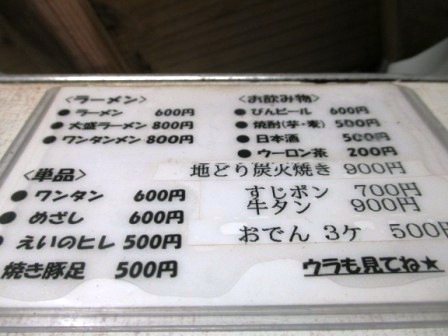 <ラーメン>
● ラーメン 600円
● 大盛ラーメン 800円
● ワンタンメン 800円
<単品>
● ワンタン 600円
● めざし 600円
● えいのヒレ 500円
焼き豚足 500円
<お飲み物>
● びんビール 600円
● 焼酎(芋・麦) 500円
● 日本酒 500円
● ウーロン茶 200円
地どり炭火焼き 900円
すじポン 700円
牛タン 900円
おでん 3ケ 500円
ウラも見てね★